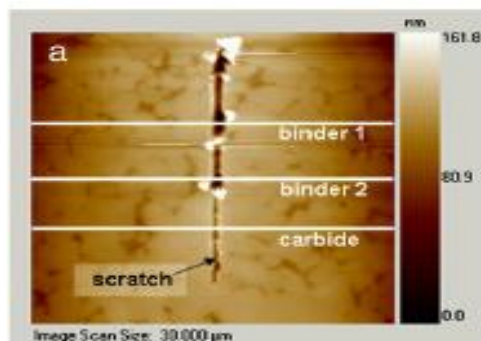 nm
a
161.8
binder 1
binder 2
80.9
carbide
scratch
0.0
Image Scan Size: 30.000 µm